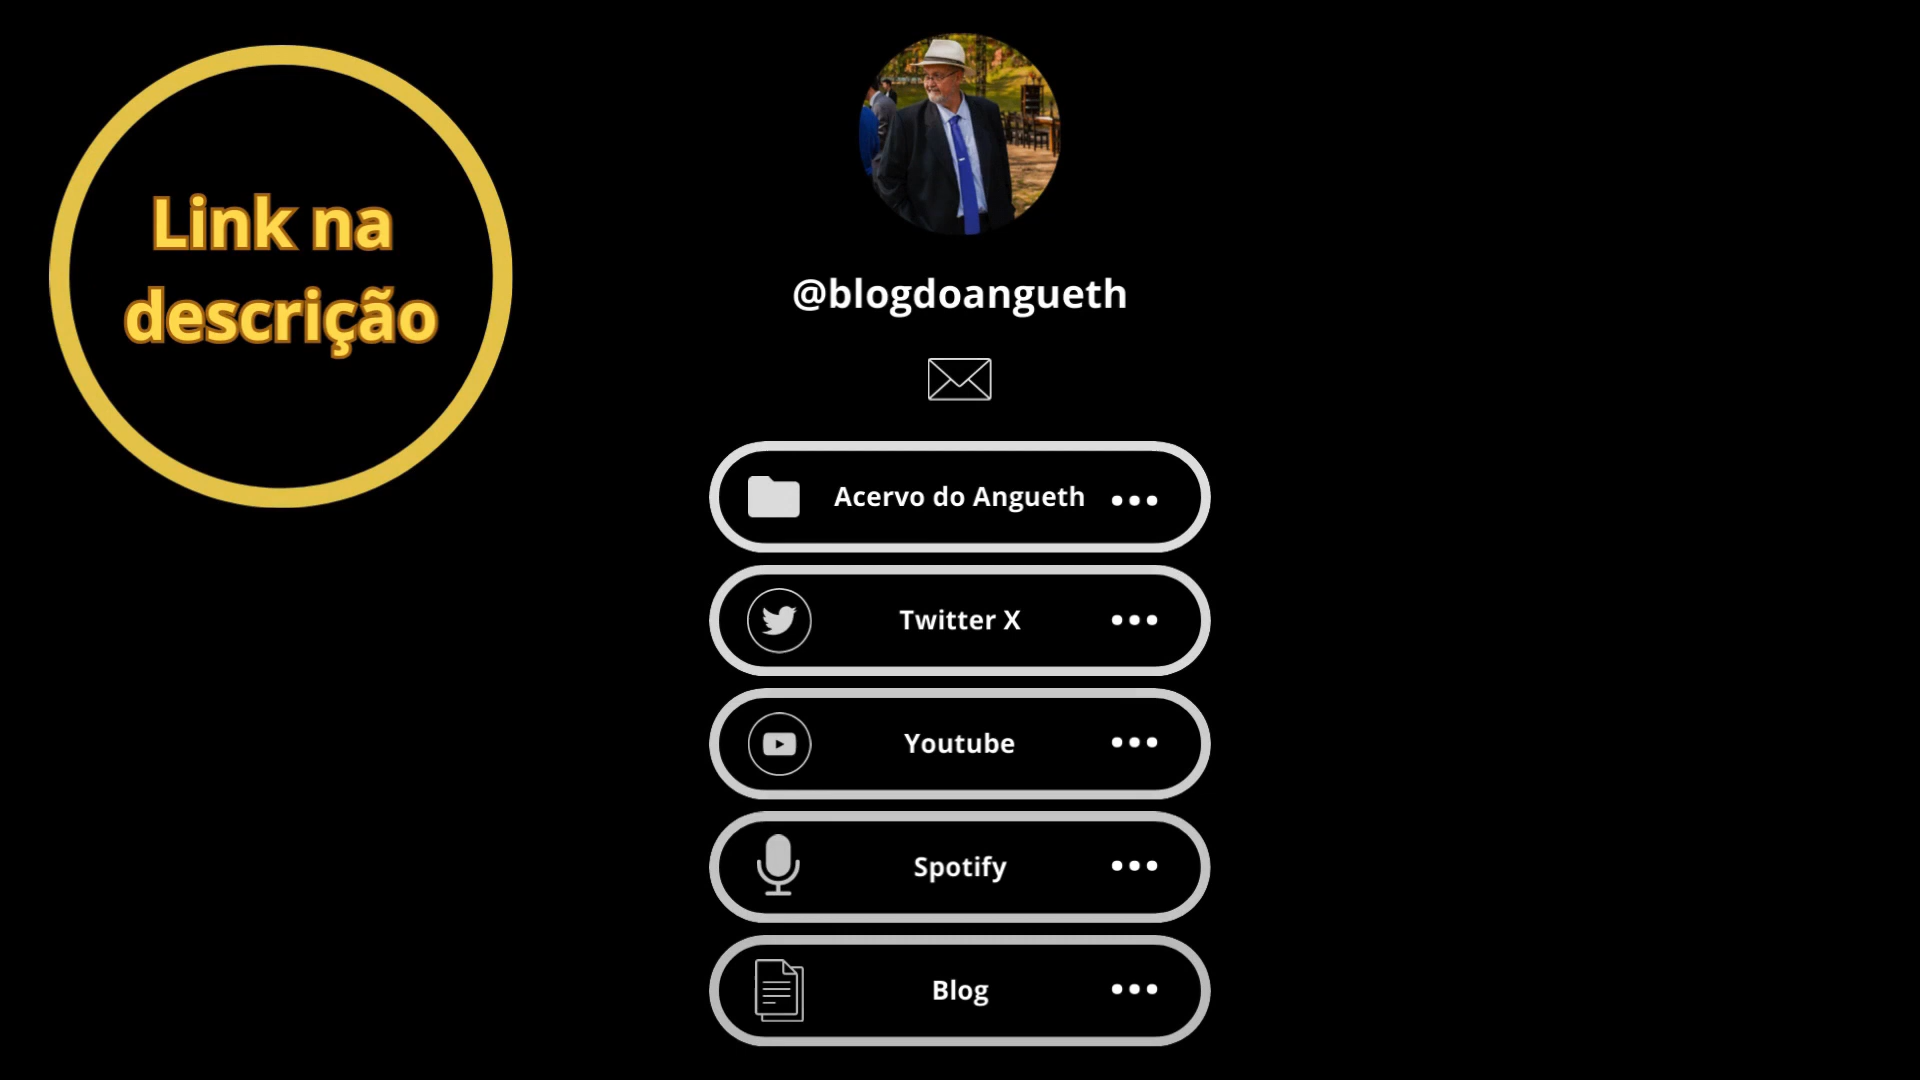 Link na
descrição
@blogdoangueth
Acervo do Angueth
Twitter X
Youtube
Spotify
Blog